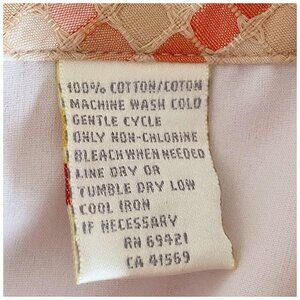 100% COTTON/COTON
MACHINE WASH COLD
GENTLE CYCLE
ONLY NON-CHLORINE
BLEACH WHEN NEEDED
LINE DRY OR
TUMBLE DRY LOW
COOL IRON
IF NECESSARY
RN 69421
CA 41569